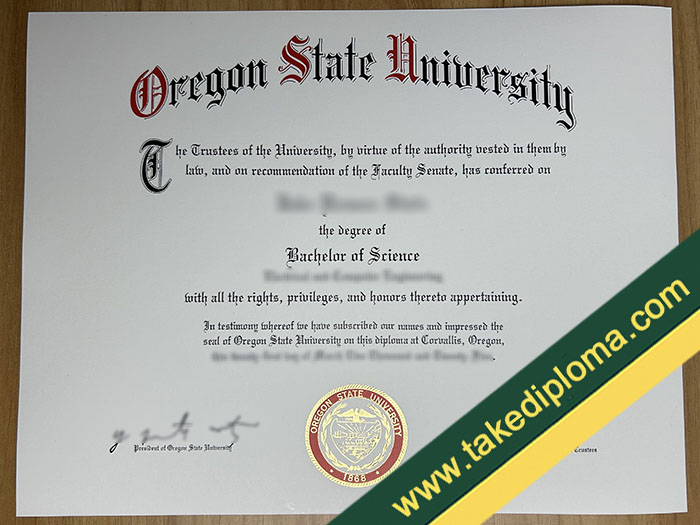 Oregon State University
The Trustees of the University, by virtue of the authority vested in them by
law, and on recommendation of the Faculty Senate, has conferred on
the degree of
Bachelor of Science
Electrical and Computer Engineering
with all the rights, privileges, and honors thereto appertaining.
In testimony whereof we have subscribed our names and impressed the
seal of Oregon State University on this diploma at Corvallis, Oregon,
OREGON STATE UNIVERSITY
1868
President of Oregon State University
Trustees
www.takediploma.com